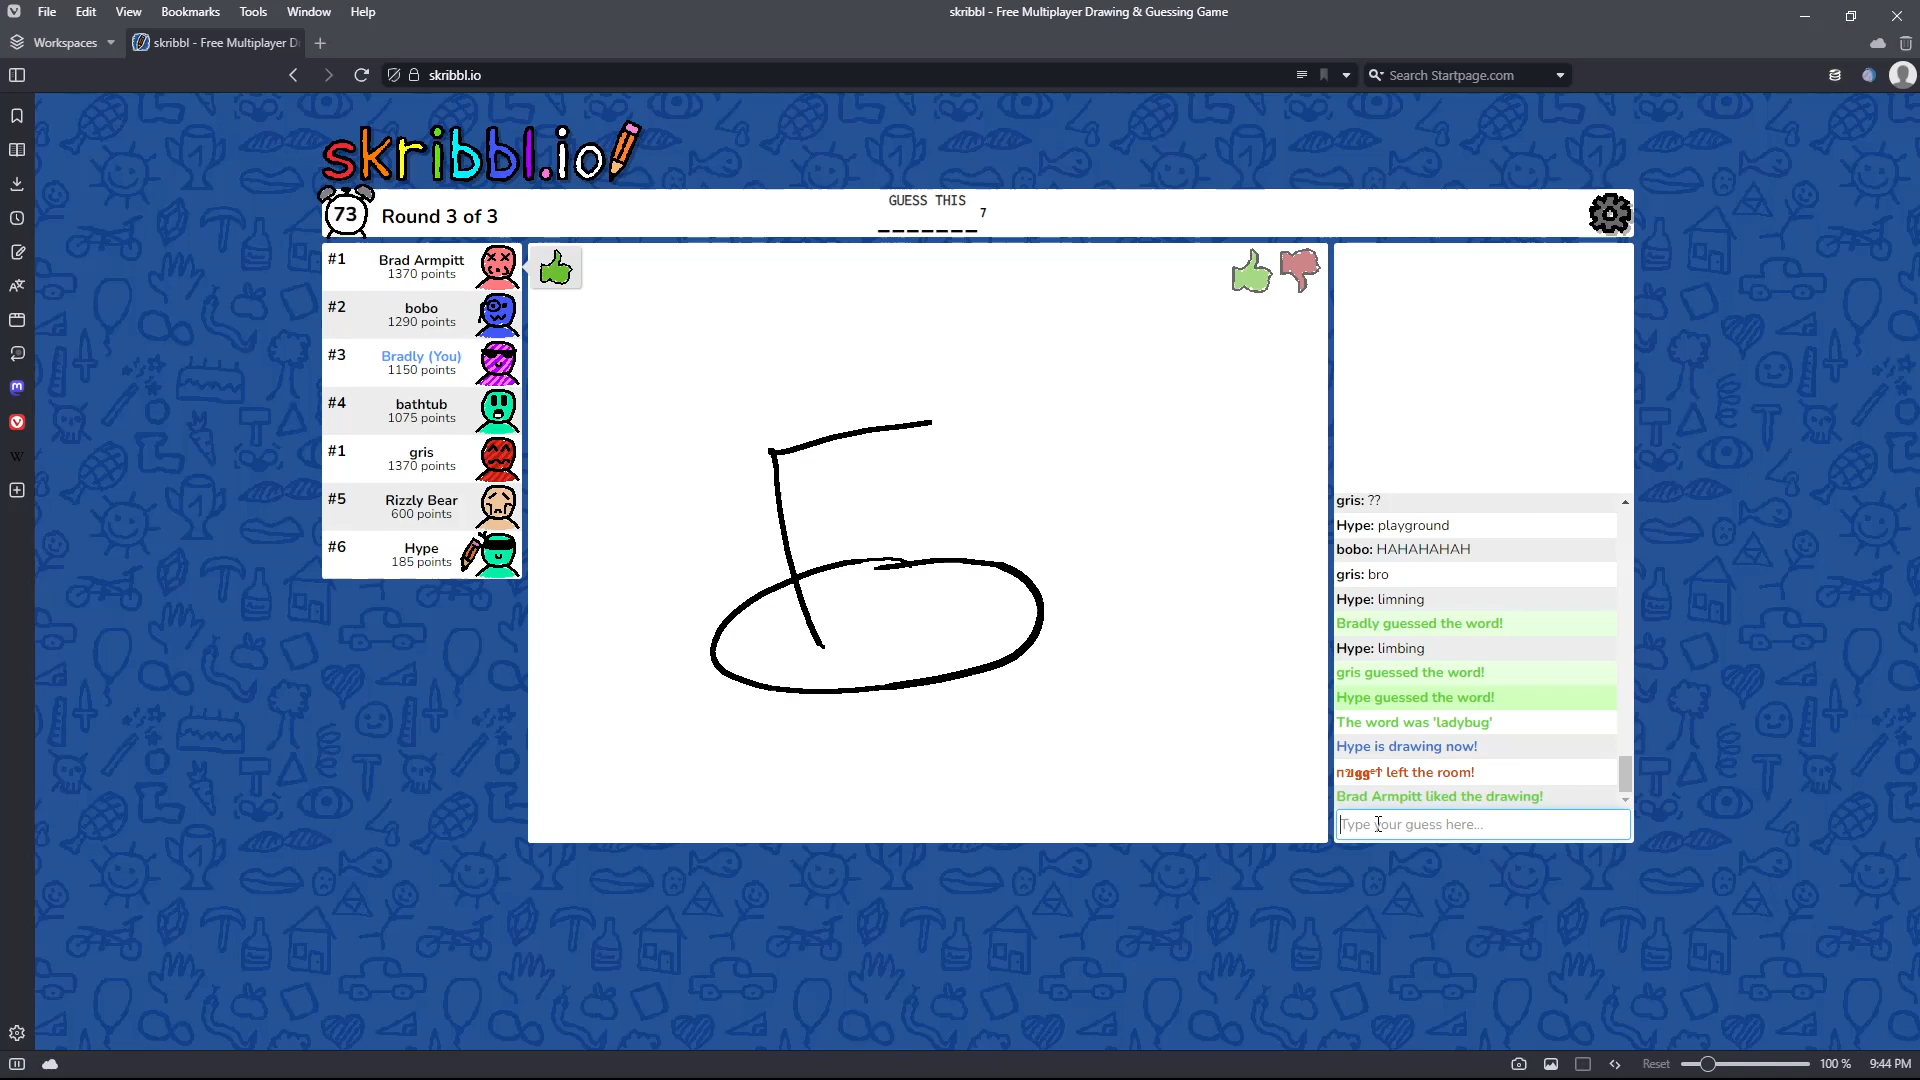 File Edit View Bookmarks Tools Window Help
skribbl - Free Multiplayer Drawing & Guessing Game
Workspaces
skribbl - Free Multiplayer D
skribbl.io
Search Startpage.com
skribbl.io
73
Round 3 of 3
GUESS THIS
_______ 7
#1 Brad Armpitt
1370 points
#2 bobo
1290 points
#3 Bradly (You)
1150 points
#4 bathtub
1075 points
#1 gris
1370 points
#5 Rizzly Bear
600 points
#6 Hype
185 points
gris: ??
Hype: playground
bobo: HAHAHAHAH
gris: bro
Hype: limning
Bradly guessed the word!
Hype: limbing
gris guessed the word!
Hype guessed the word!
The word was 'ladybug'
Hype is drawing now!
left the room!
Brad Armpitt liked the drawing!
Type your guess here...
Reset
100 %
9:44 PM